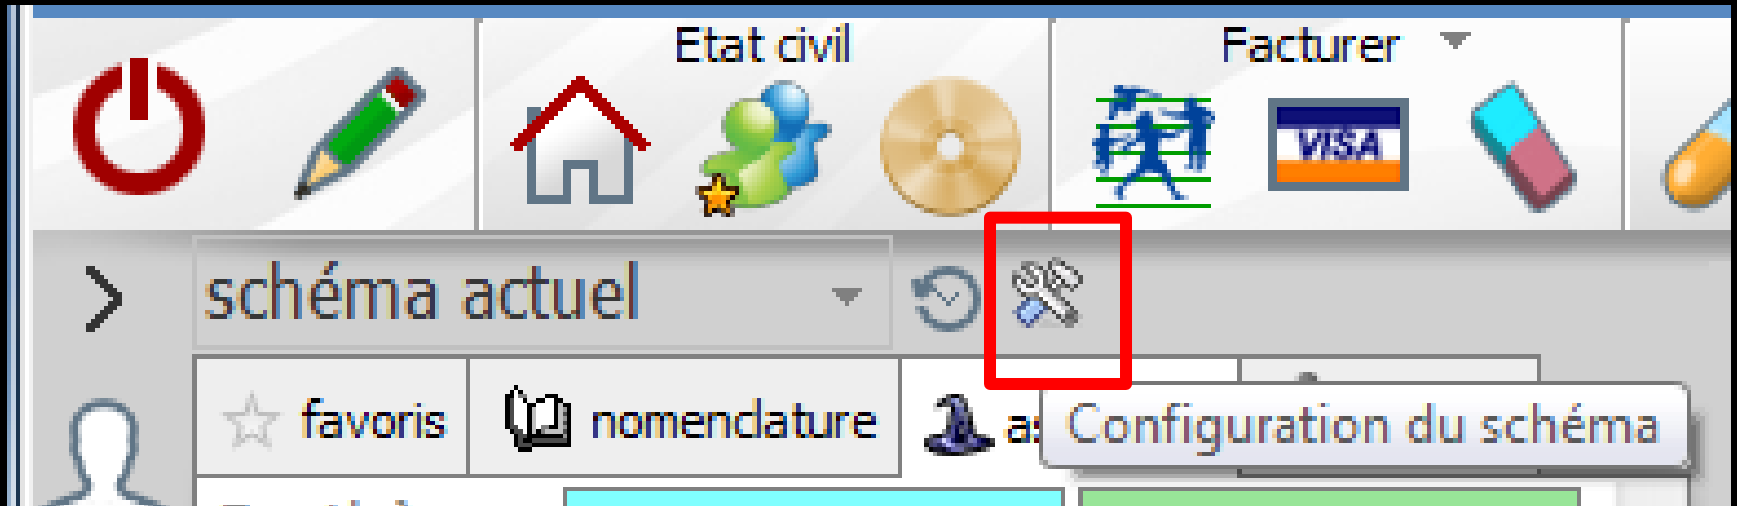 Etat civil
Facturer
VISA
schéma actuel
favoris
nomenclature
Configuration du schéma